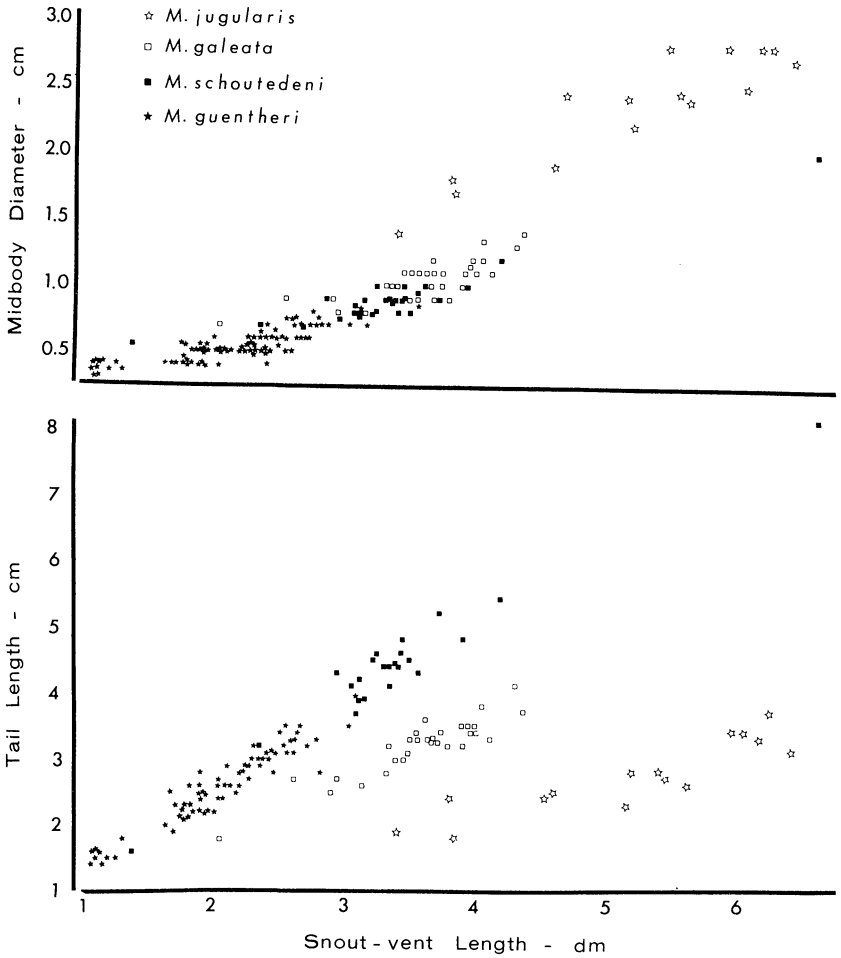 3.0
M. jugularis
M. galeata
2.5
M. schoutedeni
M. guentheri
2.0
1.5
1.0
0.5
Midbody Diameter - cm
8
7
6
5
4
3
2
1
Tail Length - cm
1 2 3 4 5 6
Snout-vent Length - dm